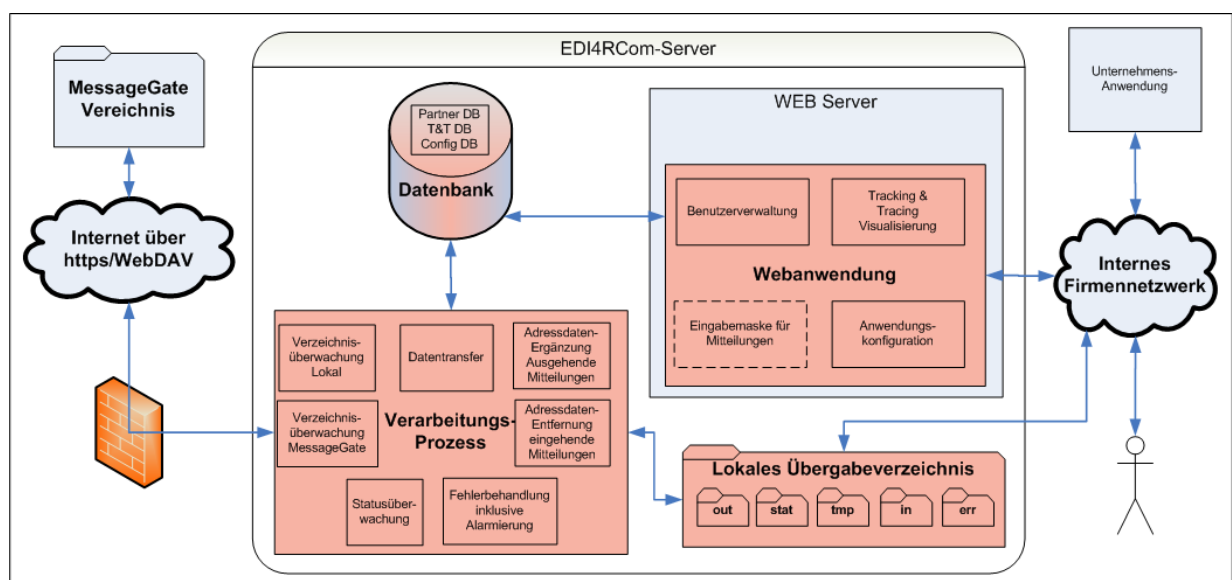 EDI4RCom-Server
MessageGate
Vereichnis
Internet über
https/WebDAV
Partner DB
T&T DB
Config DB
Datenbank
WEB Server
Benutzerverwaltung
Tracking &
Tracing
Visualisierung
Webanwendung
Eingabemaske für
Mitteilungen
Anwendungs-
konfiguration
Unternehmens-
Anwendung
Internes
Firmennetzwerk
Verzeichnis-
überwachung
Lokal
Datentransfer
Adressdaten-
Ergänzung
Ausgehende
Mitteilungen
Verzeichnis-
überwachung
MessageGate
Verarbeitungs-
Prozess
Adressdaten-
Entfernung
eingehende
Mitteilungen
Statusüber-
wachung
Fehlerbehandlung
inklusive
Alarmierung
Lokales Übergabeverzeichnis
out
stat
tmp
in
err